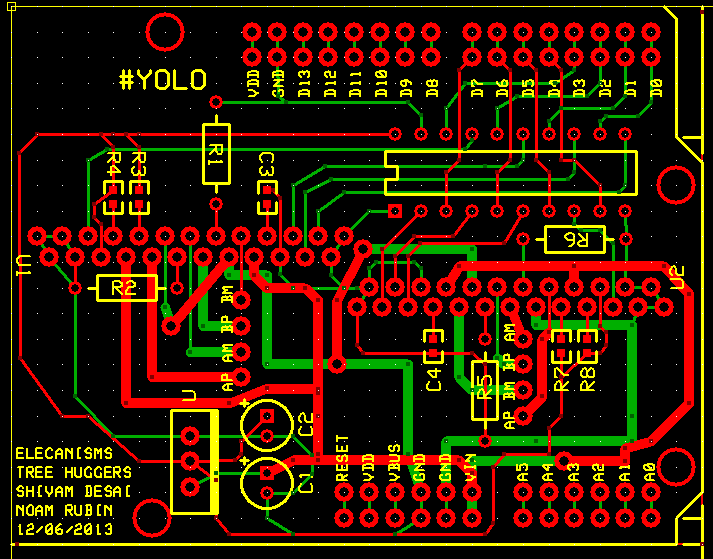 #YOLO
VDD GND D13 D12 D11 D10 D9 D8 D7 D6 D5 D4 D3 D2 D1 D0
R4 R3 R1 C3
R6
U1 R2 U2
BM
BP
AM
AP
AM
BP
BM
AP
C4 R5 R7 R8
U C2
C
ELECANISMS
TREE HUGGERS
SHIVAM DESAI
NOAM RUBIN
12/06/2013
RESET VDD VBUS GND GND VIN A5 A4 A3 A2 A1 A0